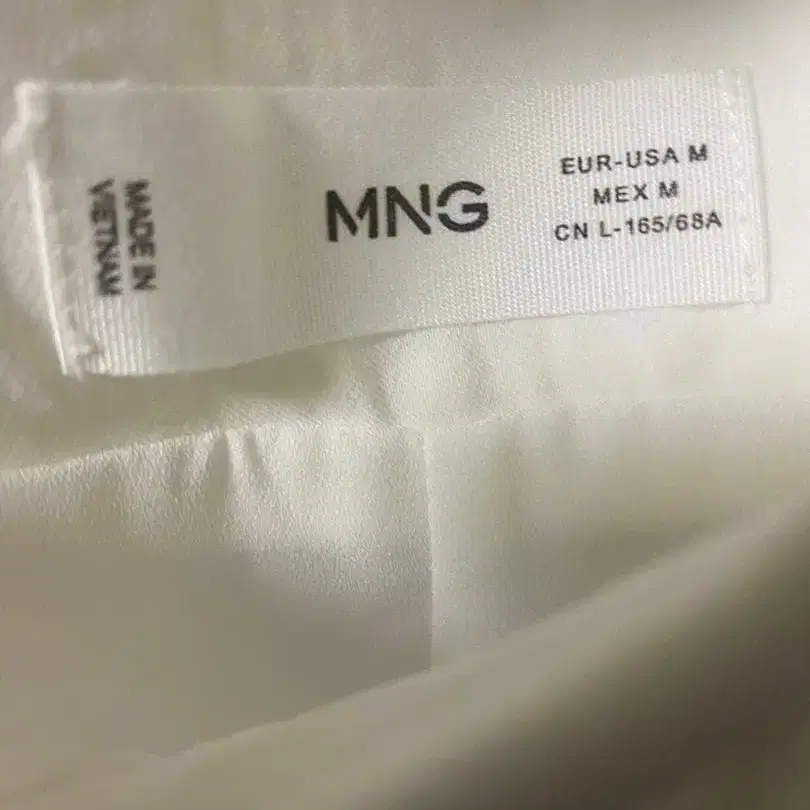 MADE IN
VIETNAM
MNG
EUR-USA M
MEX M
CN L-165/68A